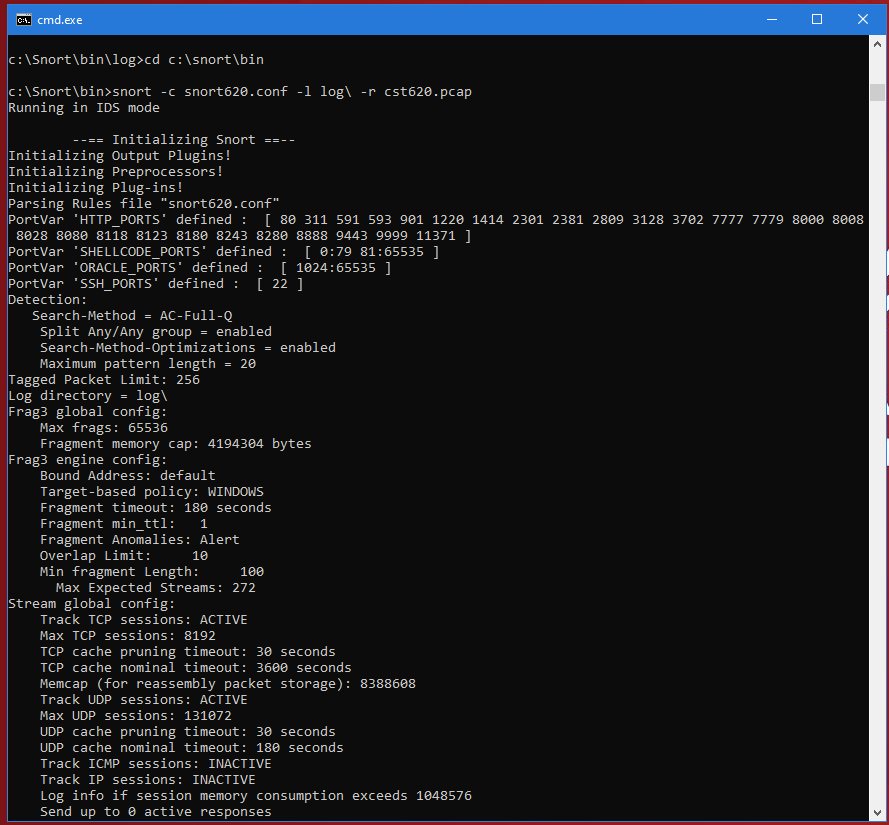 cmd.exe
c:\Snort\bin\log>cd c:\snort\bin
c:\Snort\bin>snort -c snort620.conf -l log\ -r cst620.pcap
Running in IDS mode
--== Initializing Snort ==--
Initializing Output Plugins!
Initializing Preprocessors!
Initializing Plug-ins!
Parsing Rules file "snort620.conf"
PortVar 'HTTP_PORTS' defined :  [ 80 311 591 593 901 1220 1414 2301 2381 2809 3128 3702 7777 7779 8000 8008
8028 8080 8118 8123 8180 8243 8280 8888 9443 9999 11371 ]
PortVar 'SHELLCODE_PORTS' defined :  [ 0:79 81:65535 ]
PortVar 'ORACLE_PORTS' defined :  [ 1024:65535 ]
PortVar 'SSH_PORTS' defined :  [ 22 ]
Detection:
Search-Method = AC-Full-Q
Split Any/Any group = enabled
Search-Method-Optimizations = enabled
Maximum pattern length = 20
Tagged Packet Limit: 256
Log directory = log\
Frag3 global config:
Max frags: 65536
Fragment memory cap: 4194304 bytes
Frag3 engine config:
Bound Address: default
Target-based policy: WINDOWS
Fragment timeout: 180 seconds
Fragment min_ttl:   1
Fragment Anomalies: Alert
Overlap Limit:     10
Min fragment Length:     100
Max Expected Streams: 272
Stream global config:
Track TCP sessions: ACTIVE
Max TCP sessions: 8192
TCP cache pruning timeout: 30 seconds
TCP cache nominal timeout: 3600 seconds
Memcap (for reassembly packet storage): 8388608
Track UDP sessions: ACTIVE
Max UDP sessions: 131072
UDP cache pruning timeout: 30 seconds
UDP cache nominal timeout: 180 seconds
Track ICMP sessions: INACTIVE
Track IP sessions: INACTIVE
Log info if session memory consumption exceeds 1048576
Send up to 0 active responses